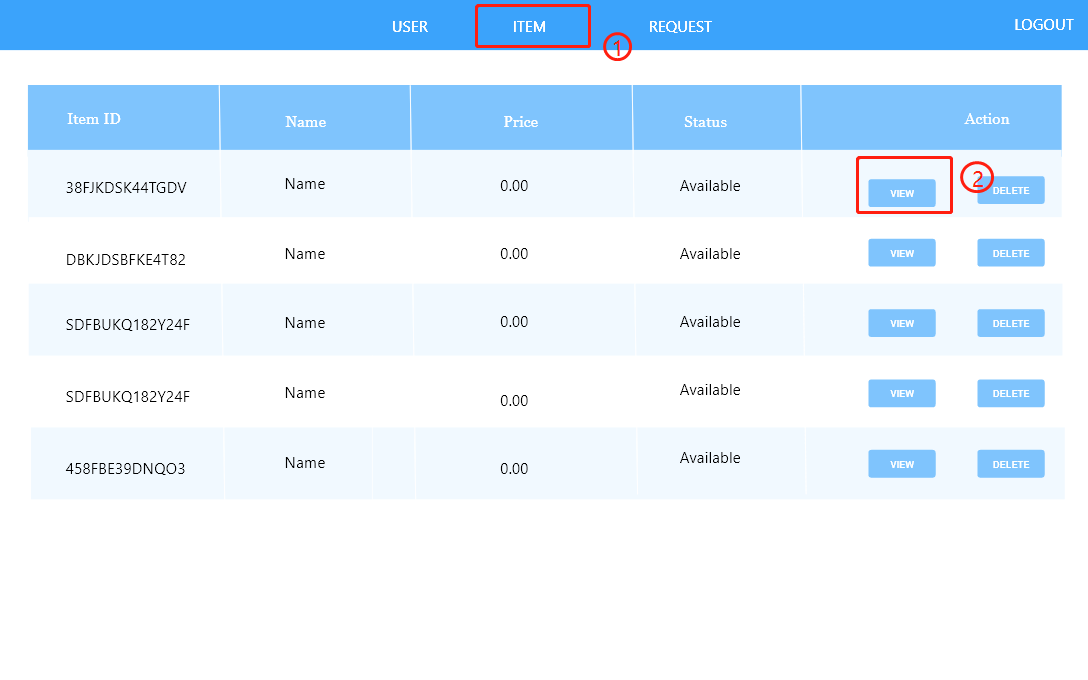 USER ITEM REQUEST LOGOUT
1
Item ID Name Price Status Action
38FJKDSK44TGDV Name 0.00 Available VIEW 2 DELETE
DBKJDSBFKE4T82 Name 0.00 Available VIEW DELETE
SDFBUKQ182Y24F Name 0.00 Available VIEW DELETE
SDFBUKQ182Y24F Name 0.00 Available VIEW DELETE
458FBE39DNQO3 Name 0.00 Available VIEW DELETE